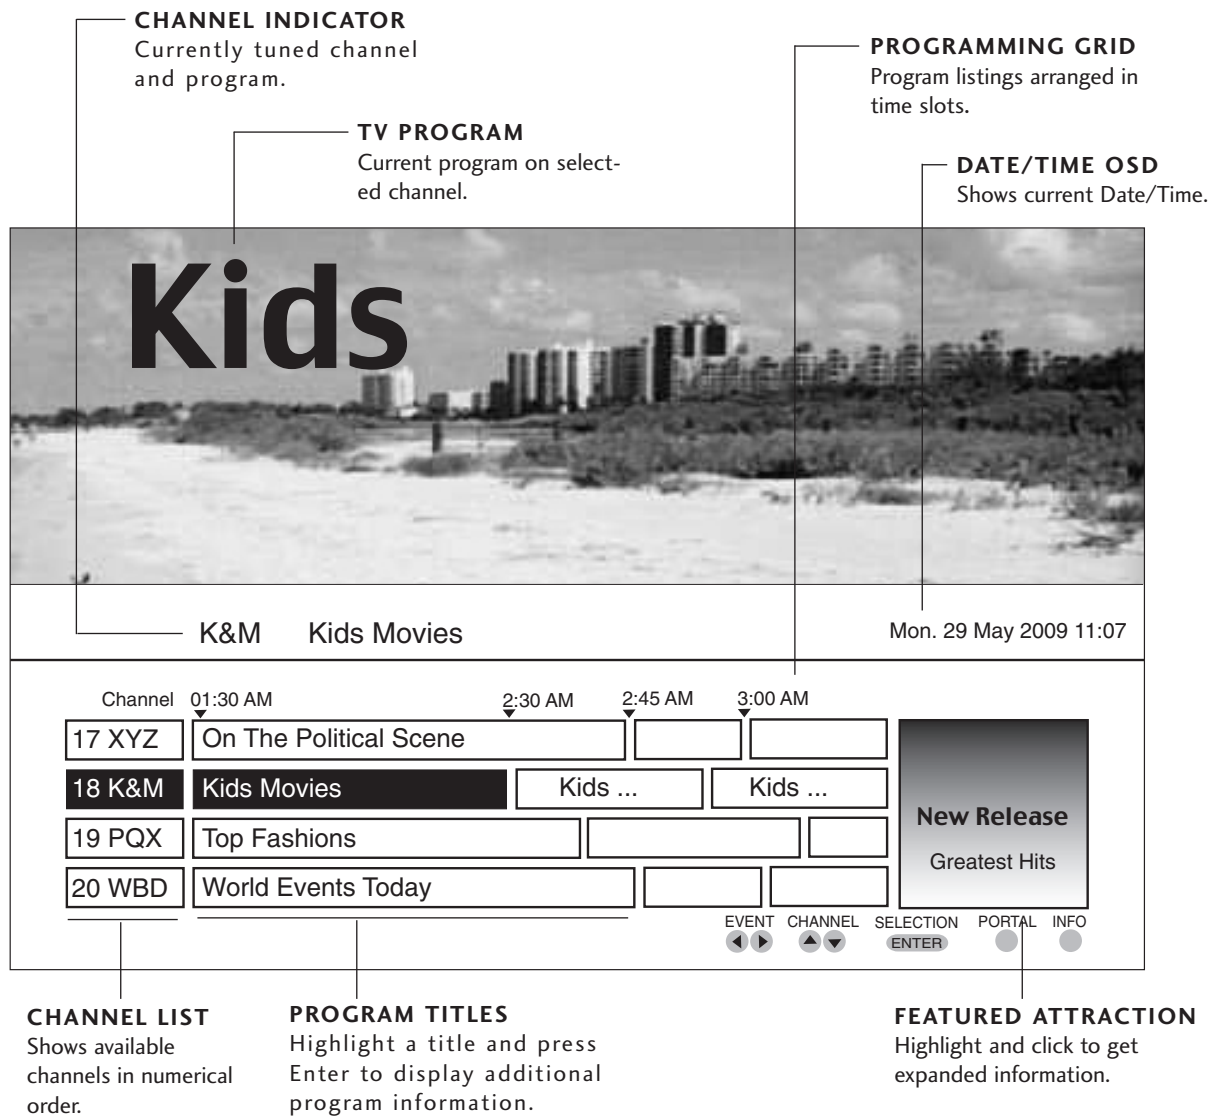 CHANNEL INDICATOR
Currently tuned channel
and program.
PROGRAMMING GRID
Program listings arranged in
time slots.
TV PROGRAM
Current program on select-
ed channel.
DATE/TIME OSD
Shows current Date/Time.
Kids
K&M Kids Movies
Mon. 29 May 2009 11:07
Channel 01:30 AM 2:30 AM 2:45 AM 3:00 AM
17 XYZ On The Political Scene
18 K&M Kids Movies Kids ... Kids ...
19 PQX Top Fashions
20 WBD World Events Today
New Release
Greatest Hits
EVENT CHANNEL SELECTION PORTAL INFO
ENTER
CHANNEL LIST
Shows available
channels in numerical
order.
PROGRAM TITLES
Highlight a title and press
Enter to display additional
program information.
FEATURED ATTRACTION
Highlight and click to get
expanded information.